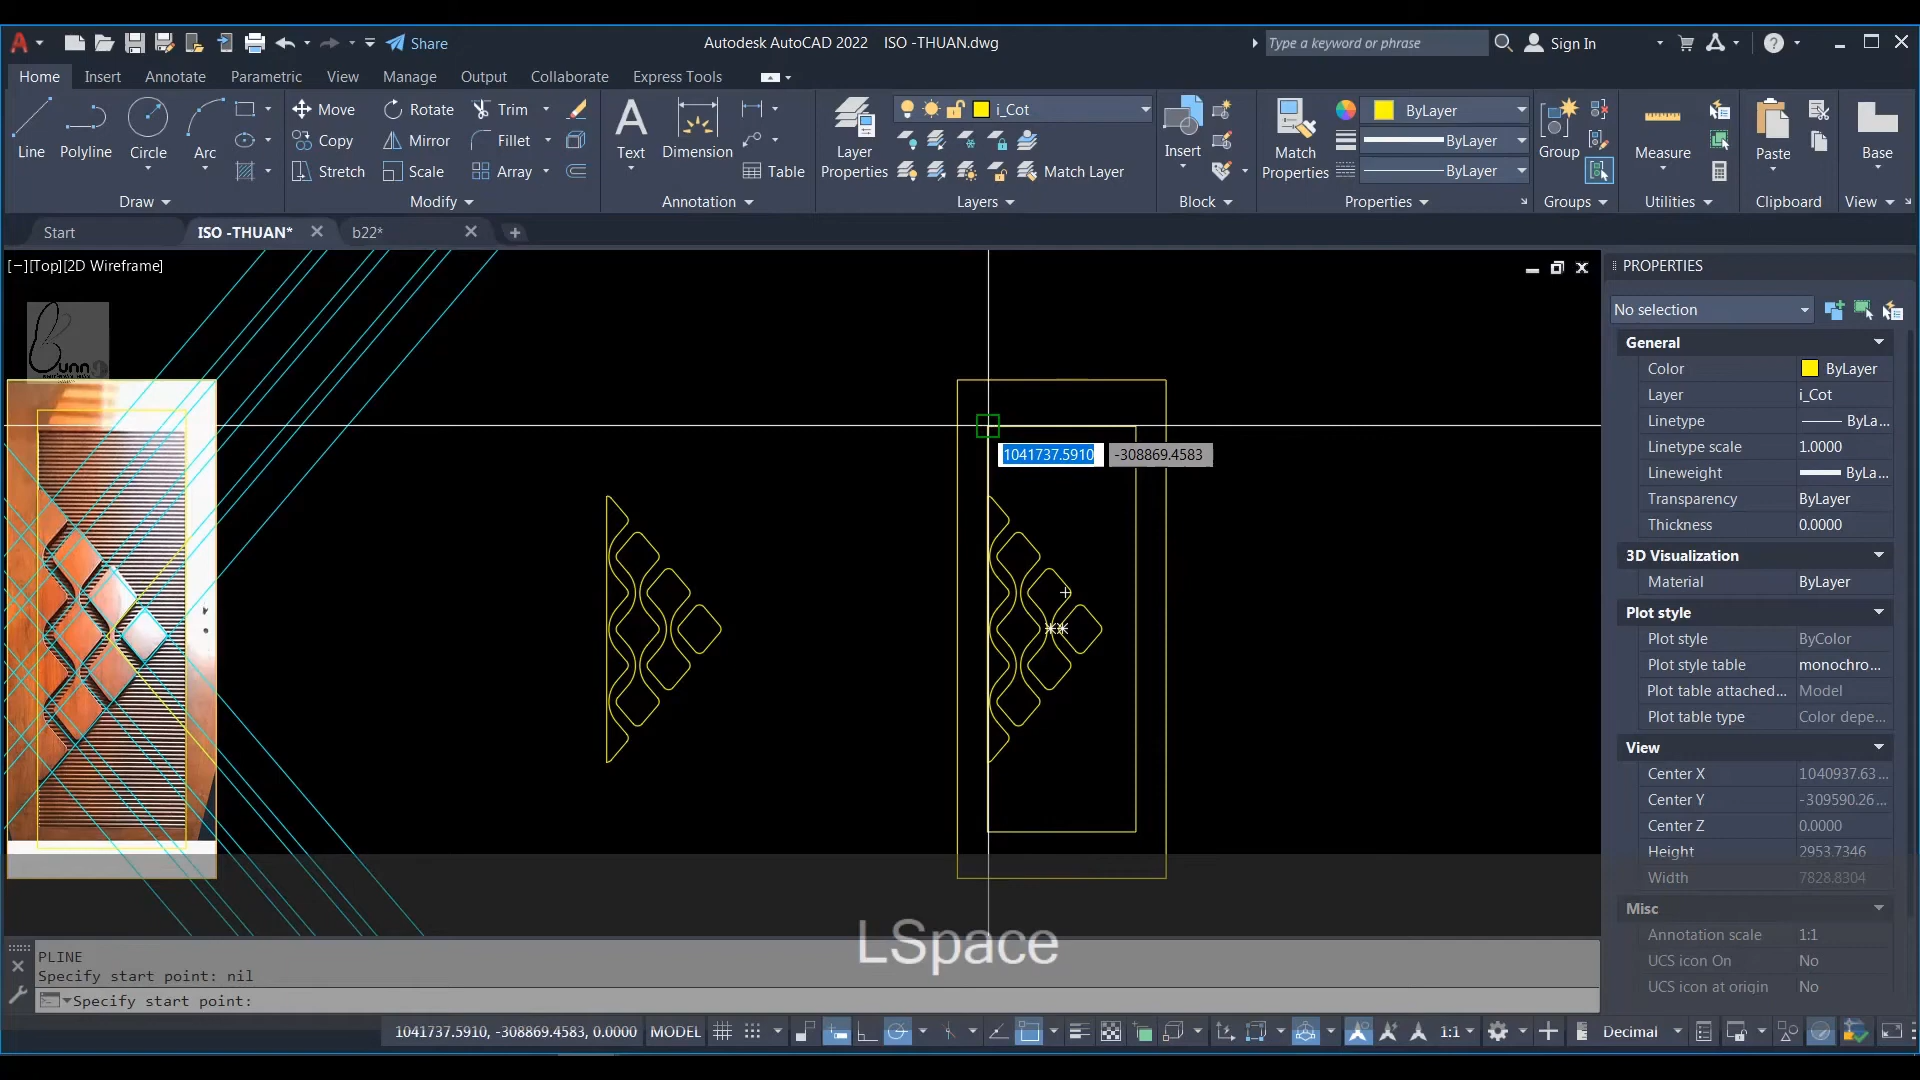 Share
Autodesk AutoCAD 2022 ISO -THUAN.dwg
Type a keyword or phrase
Sign In
Home Insert Annotate Parametric View Manage Output Collaborate Express Tools
Line Polyline Circle Arc
Move Rotate Trim
Copy Mirror Fillet
Stretch Scale Array
Text Dimension Table
Layer Properties
i_Cot
Match Layer
Insert
Match Properties
ByLayer
ByLayer
ByLayer
Group Measure Paste Base
Draw Modify Annotation Layers Block Properties Groups Utilities Clipboard View
Start ISO -THUAN* b22*
[−][Top][2D Wireframe]
1041737.5910 -308869.4583
PROPERTIES
No selection
General
Color ByLayer
Layer i_Cot
Linetype ByLa...
Linetype scale 1.0000
Lineweight ByLa...
Transparency ByLayer
Thickness 0.0000
3D Visualization
Material ByLayer
Plot style
Plot style ByColor
Plot style table monochro...
Plot table attached... Model
Plot table type Color depe...
View
Center X 1040937.63...
Center Y -309590.26...
Center Z 0.0000
Height 2953.7346
Width 7828.8304
Misc
Annotation scale 1:1
UCS icon On No
UCS icon at origin No
LSpace
PLINE
Specify start point: nil
Specify start point:
1041737.5910, -308869.4583, 0.0000 MODEL 1:1 Decimal